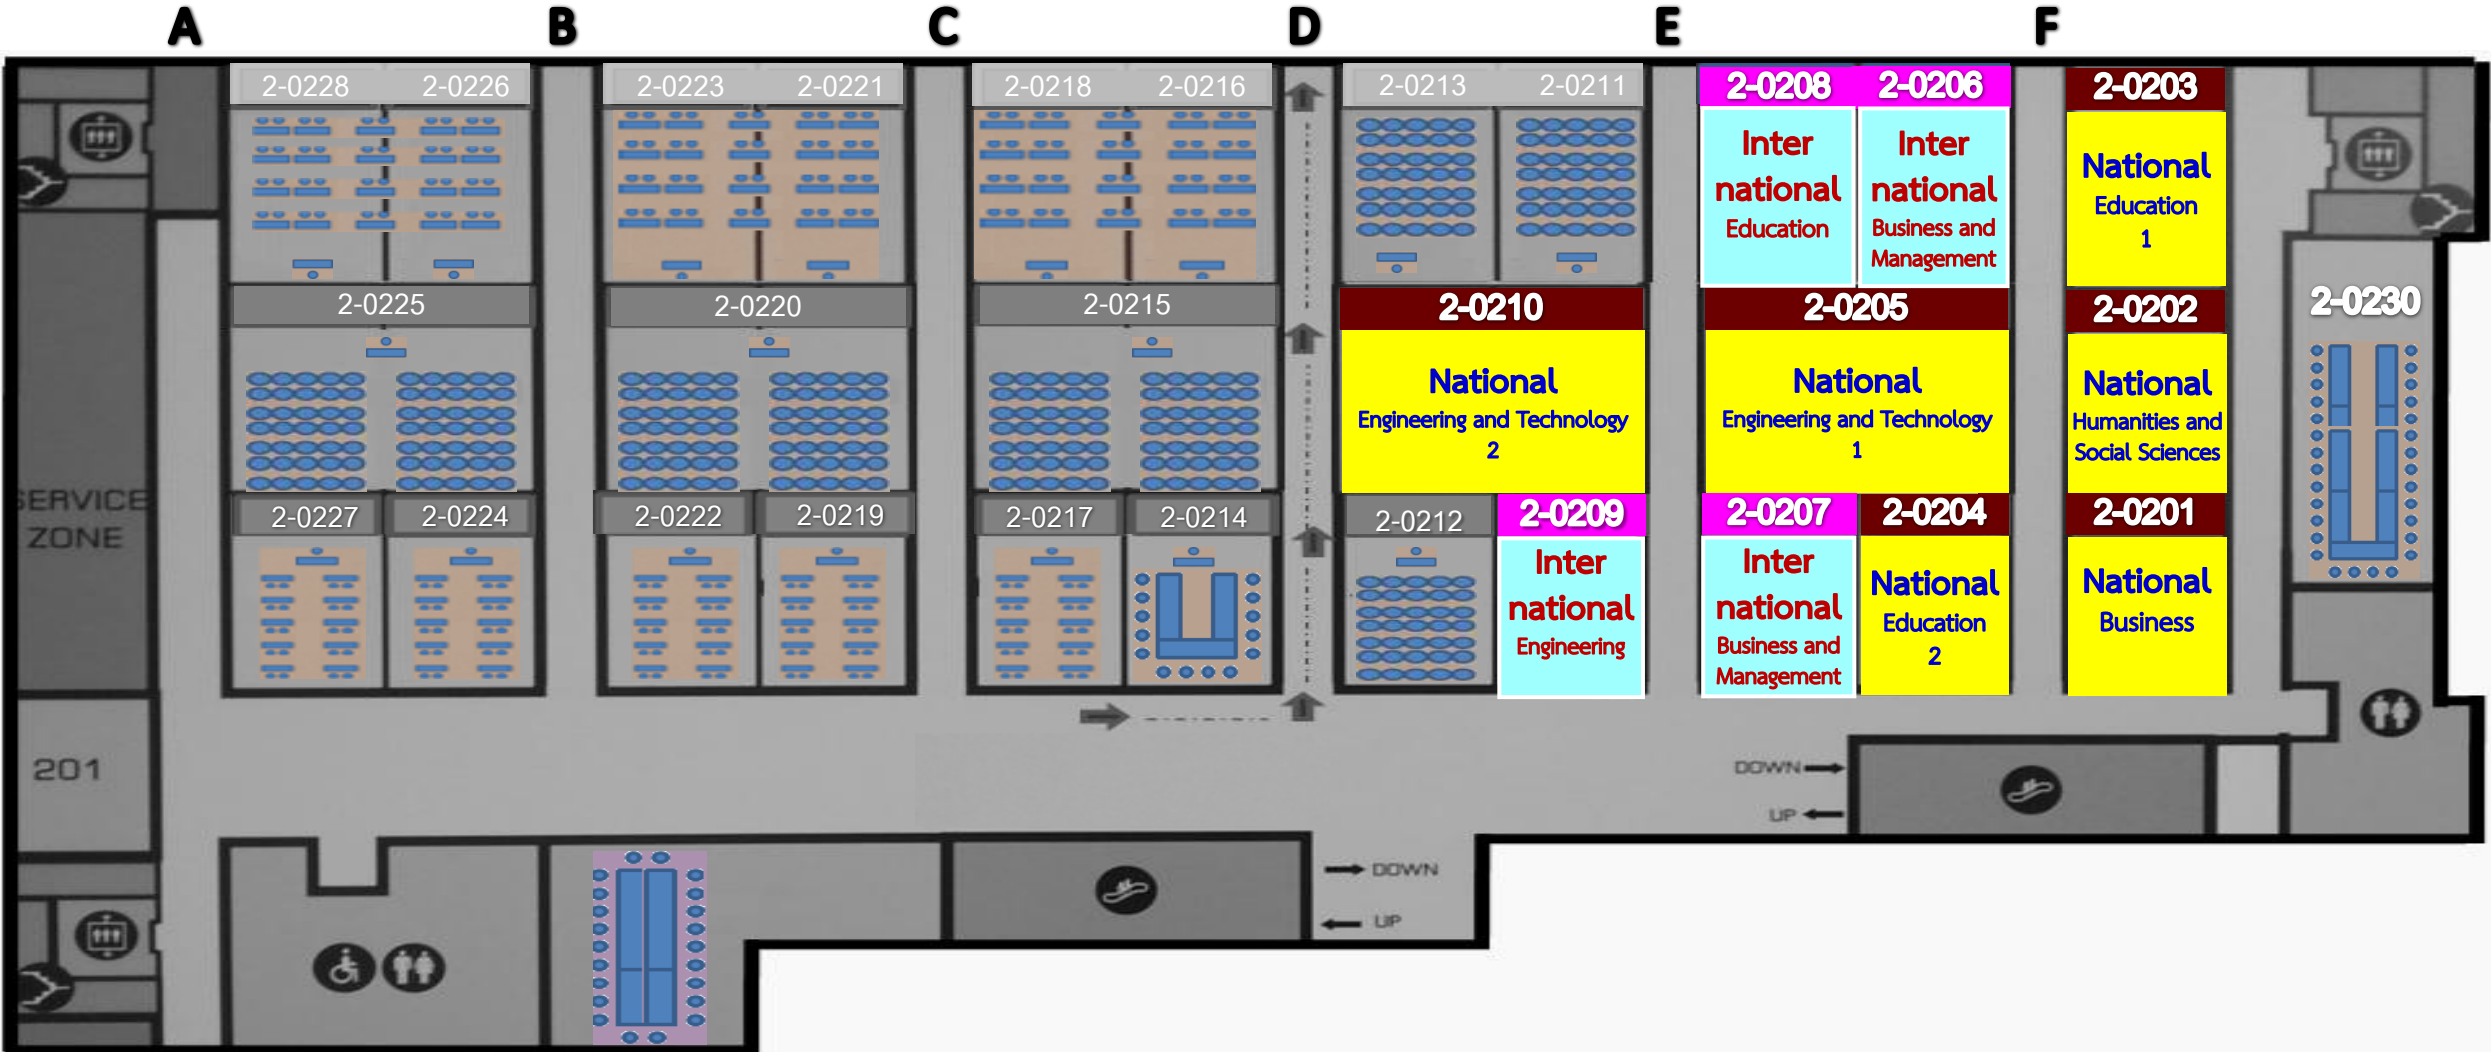 A B C D E F
2-0228 2-0226 2-0223 2-0221 2-0218 2-0216 2-0213 2-0211 2-0208 2-0206 2-0203
Inter
national
Education
Inter
national
Business and
Management
National
Education
1
2-0225 2-0220 2-0215 2-0210 2-0205 2-0202 2-0230
National
Engineering and Technology
2
National
Engineering and Technology
1
National
Humanities and
Social Sciences
SERVICE
ZONE
2-0227 2-0224 2-0222 2-0219 2-0217 2-0214 2-0212 2-0209 2-0207 2-0204 2-0201
Inter
national
Engineering
Inter
national
Business and
Management
National
Education
2
National
Business
201
DOWN
UP
DOWN
UP